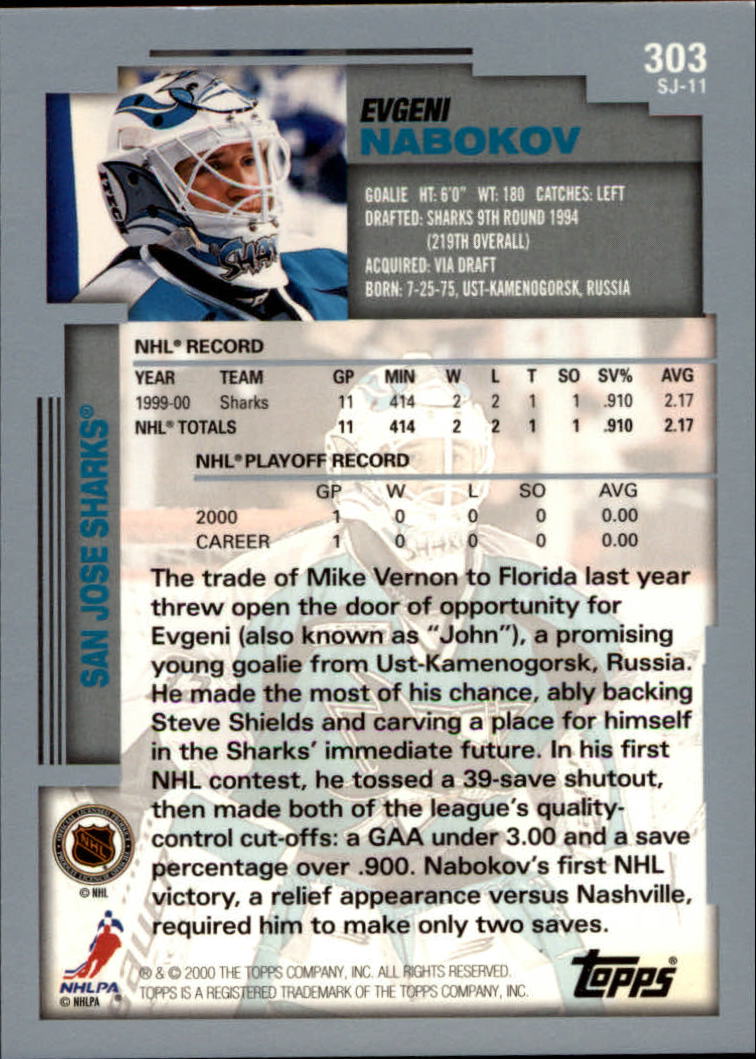 303
SJ-11
EVGENI
NABOKOV
GOALIE HT: 6'0" WT: 180 CATCHES: LEFT
DRAFTED: SHARKS 9TH ROUND 1994
(219TH OVERALL)
ACQUIRED: VIA DRAFT
BORN: 7-25-75, UST-KAMENOGORSK, RUSSIA
ITECH
SHA
SAN JOSE SHARKS®
NHL® RECORD
YEAR TEAM GP MIN W L T SO SV% AVG
1999-00 Sharks 11 414 2 2 1 1 .910 2.17
NHL® TOTALS 11 414 2 2 1 1 .910 2.17
NHL® PLAYOFF RECORD
GP W L SO AVG
2000 1 0 0 0 0.00
CAREER 1 0 0 0 0.00
The trade of Mike Vernon to Florida last year
threw open the door of opportunity for
Evgeni (also known as "John"), a promising
young goalie from Ust-Kamenogorsk, Russia.
He made the most of his chance, ably backing
Steve Shields and carving a place for himself
in the Sharks' immediate future. In his first
NHL contest, he tossed a 39-save shutout,
then made both of the league's quality-
control cut-offs: a GAA under 3.00 and a save
percentage over .900. Nabokov's first NHL
victory, a relief appearance versus Nashville,
required him to make only two saves.
NHL
© NHL
NHLPA
© NHLPA ®
® & © 2000 THE TOPPS COMPANY, INC. ALL RIGHTS RESERVED.
TOPPS IS A REGISTERED TRADEMARK OF THE TOPPS COMPANY, INC.
Topps®